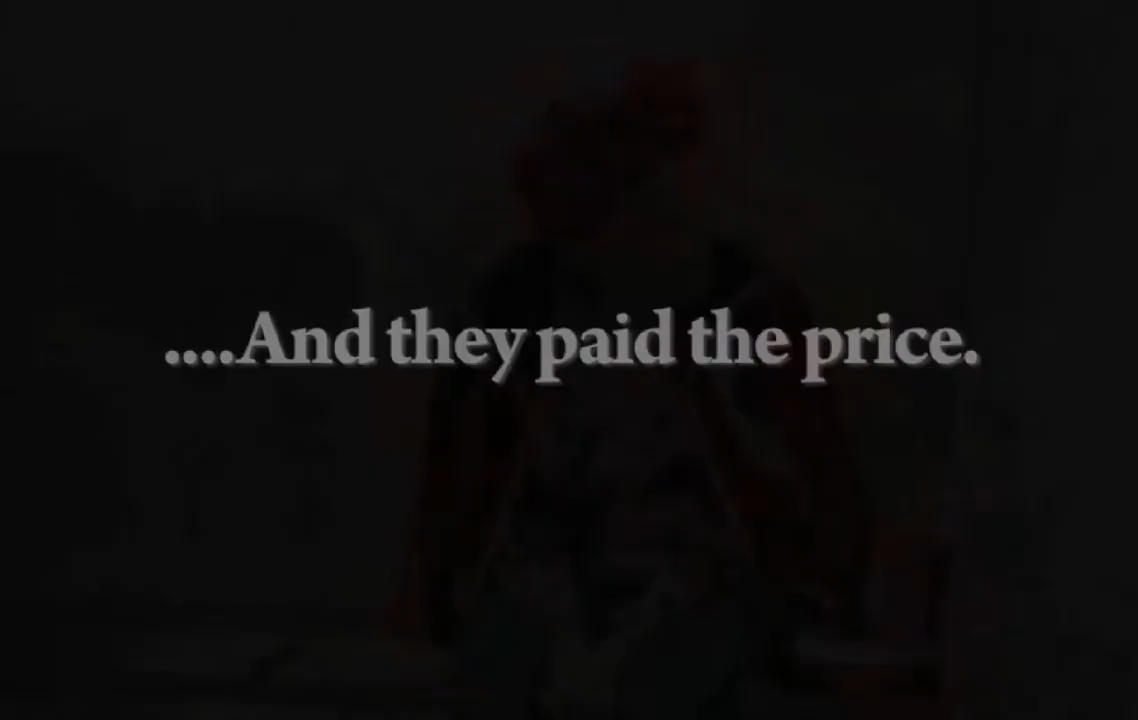 ....And they paid the price.